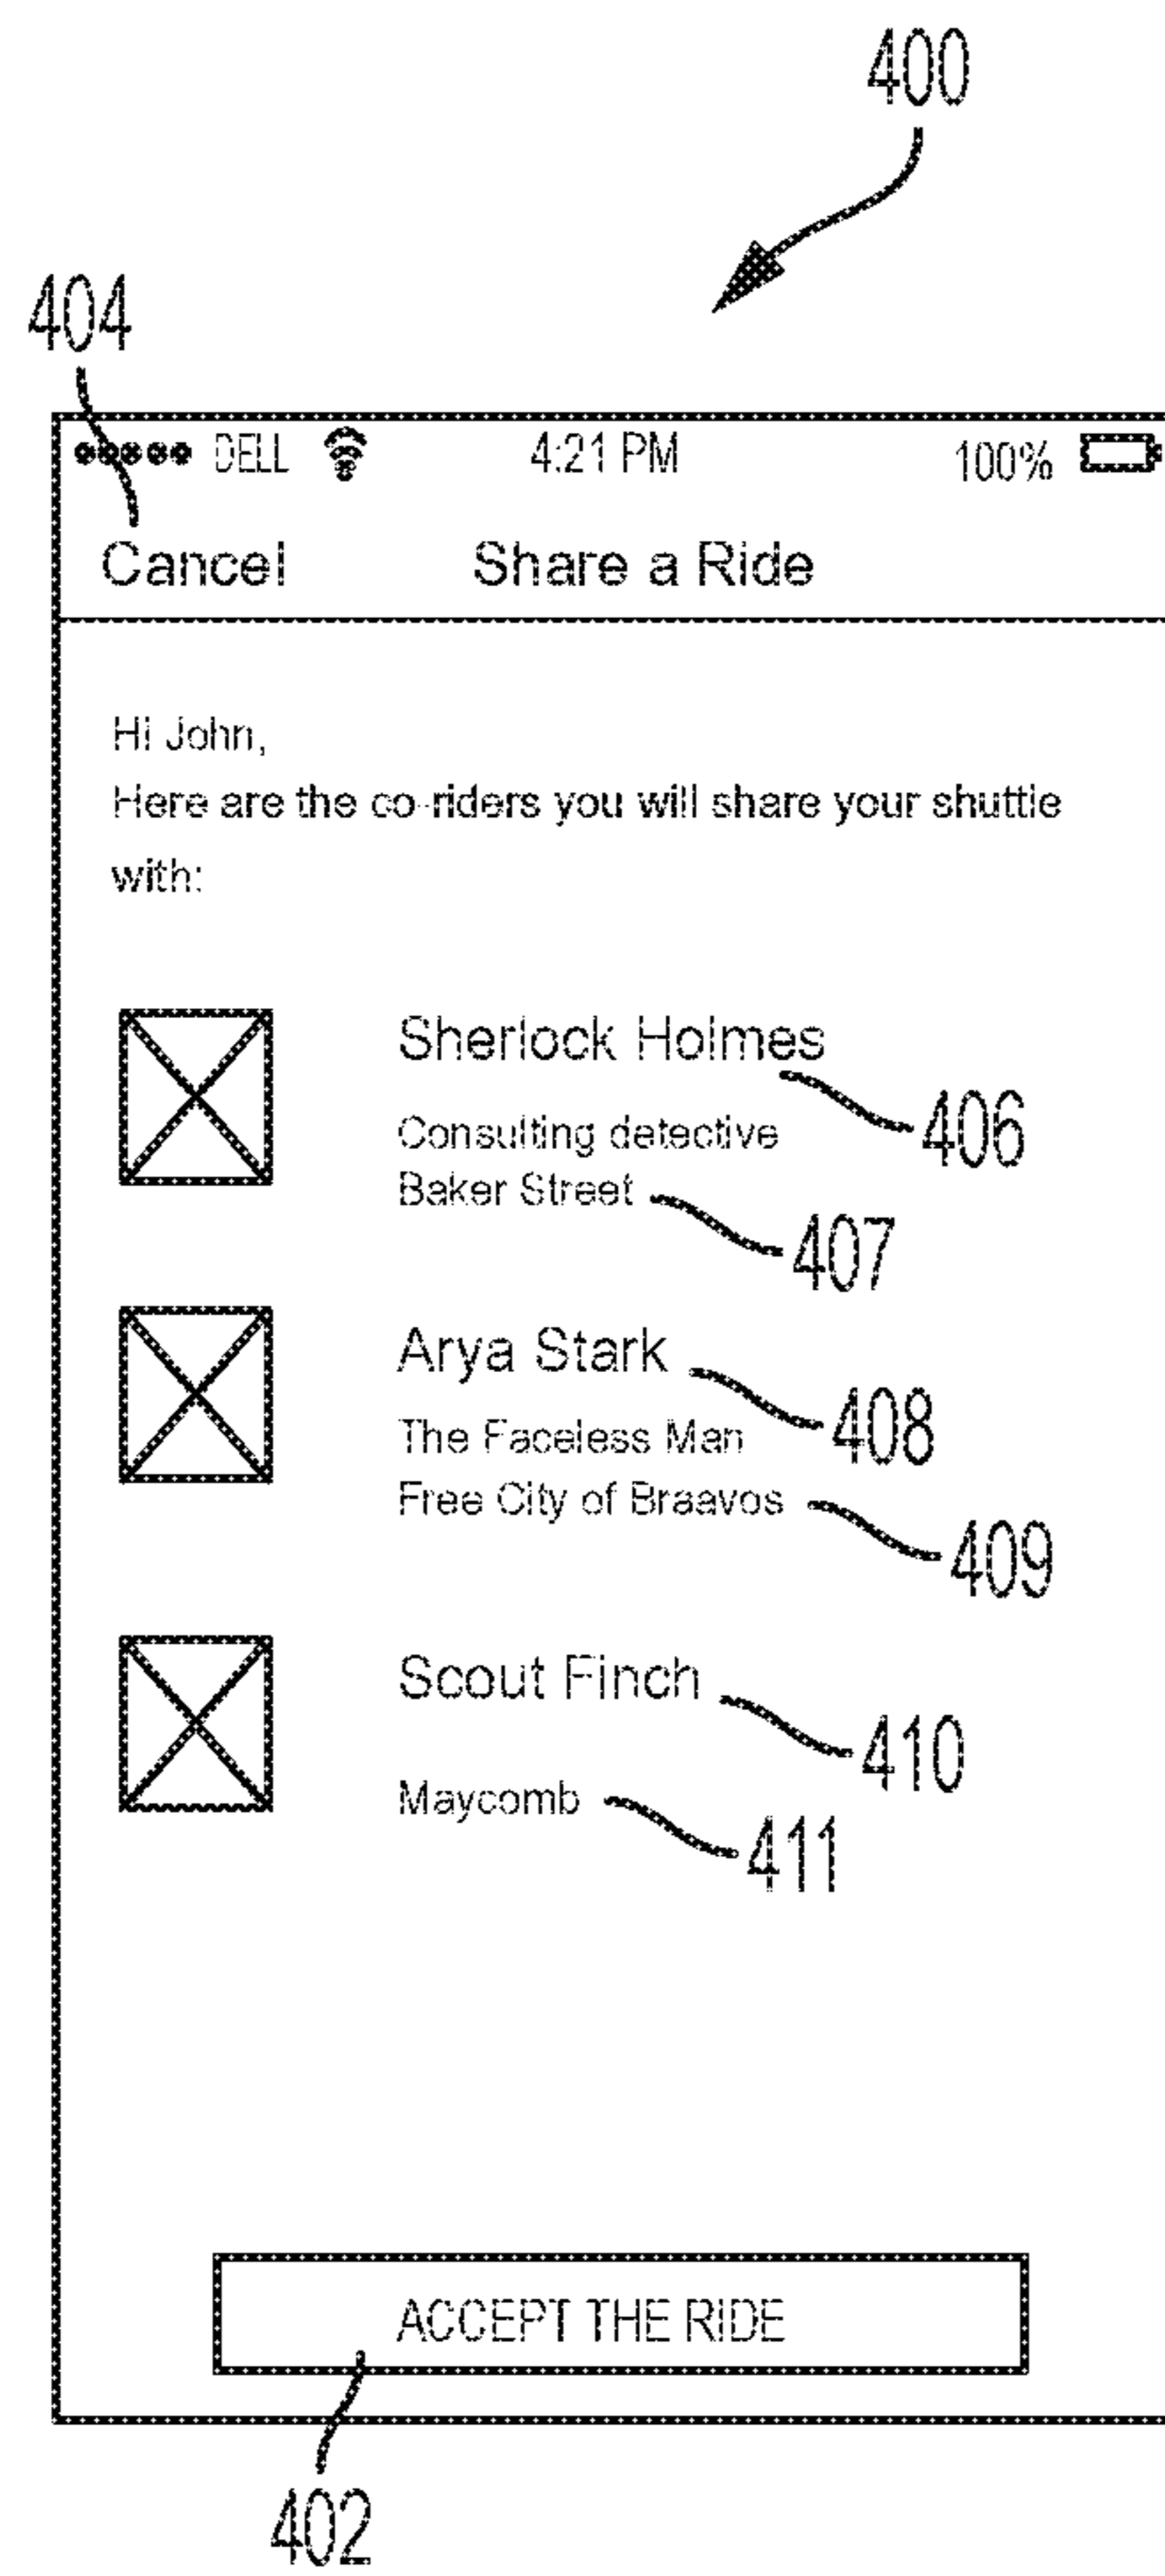 400
404
DELL 4:21 PM 100%
Cancel Share a Ride
Hi John,
Here are the co-riders you will share your shuttle
with:
Sherlock Holmes
406
Consulting detective
Baker Street
407
Arya Stark
408
The Faceless Man
Free City of Braavos
409
Scout Finch
410
Maycomb
411
ACCEPT THE RIDE
402